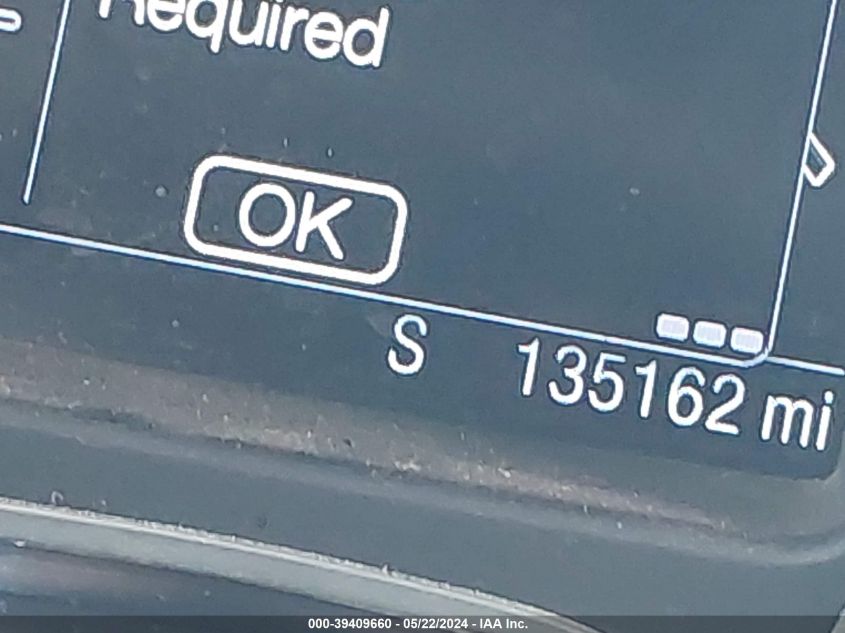 Required
OK
S 135162 mi
000-39409660 - 05/22/2024 - IAA Inc.